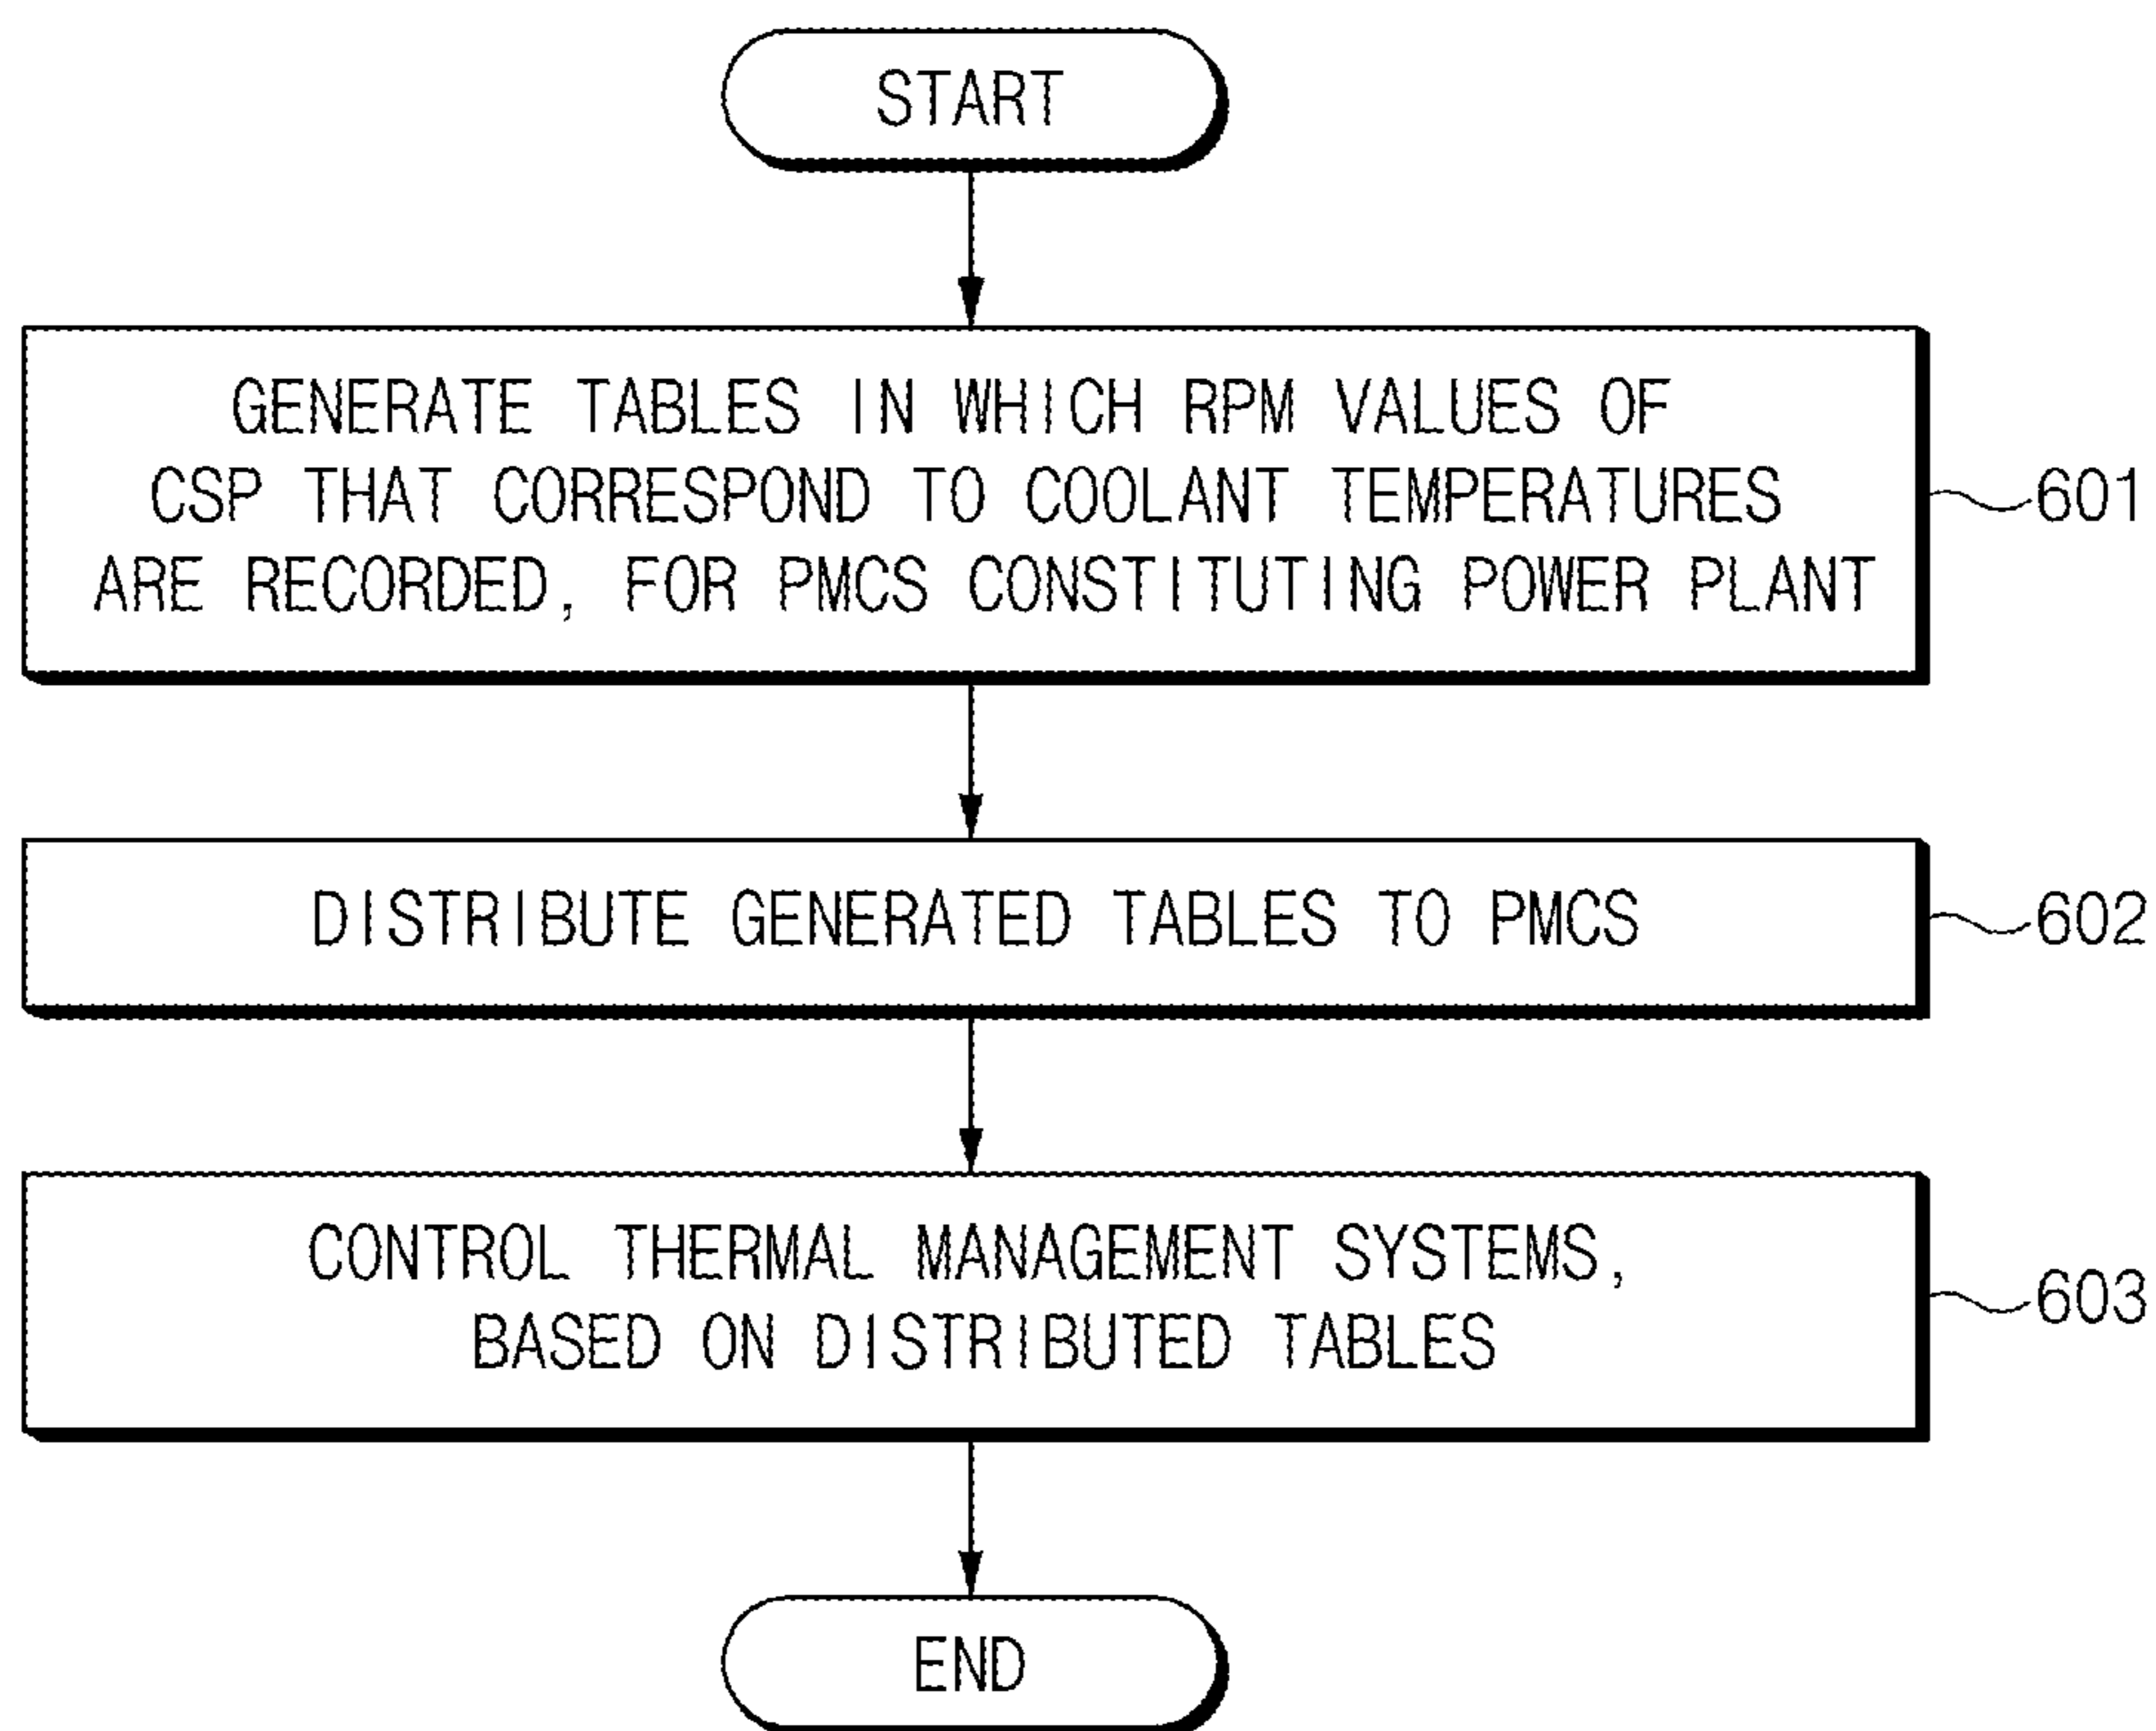 START
GENERATE TABLES IN WHICH RPM VALUES OF
CSP THAT CORRESPOND TO COOLANT TEMPERATURES
ARE RECORDED, FOR PMCS CONSTITUTING POWER PLANT
601
DISTRIBUTE GENERATED TABLES TO PMCS
602
CONTROL THERMAL MANAGEMENT SYSTEMS,
BASED ON DISTRIBUTED TABLES
603
END